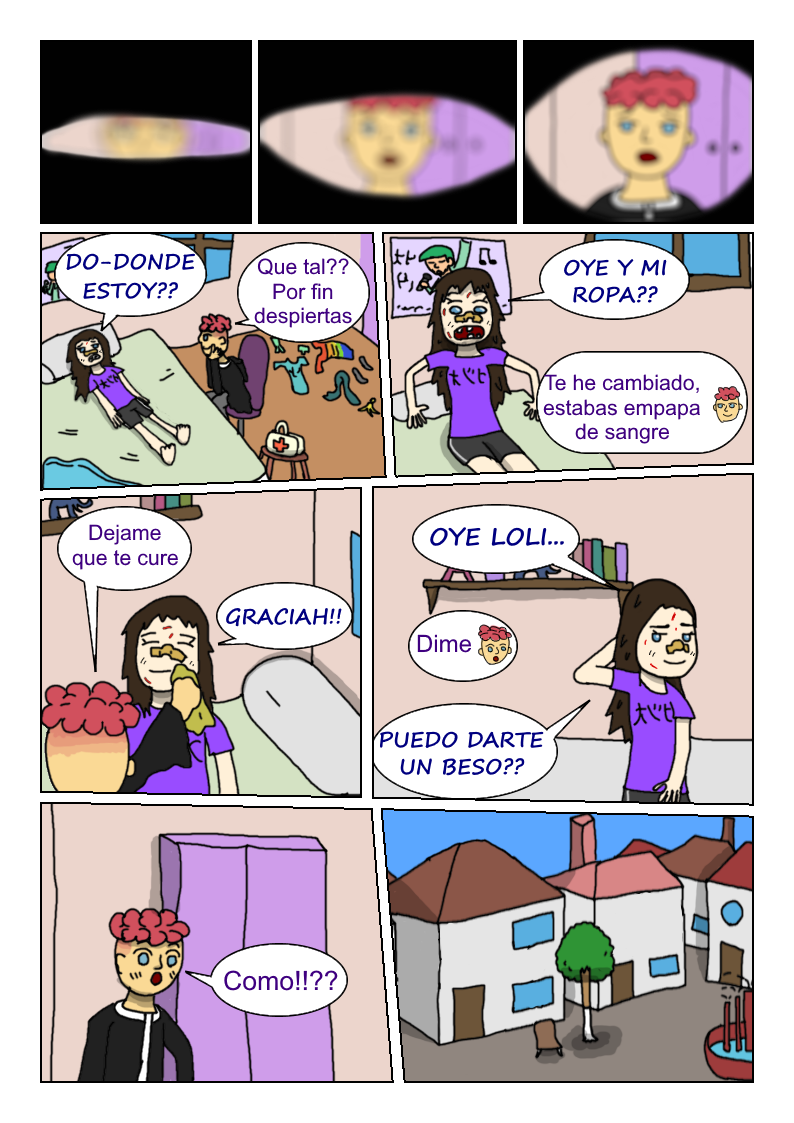 DO-DONDE
ESTOY??
Que tal??
Por fin
despiertas
OYE Y MI
ROPA??
Te he cambiado,
estabas empapa
de sangre
Dejame
que te cure
GRACIAH!!
OYE LOLI...
Dime
PUEDO DARTE
UN BESO??
Como!!??